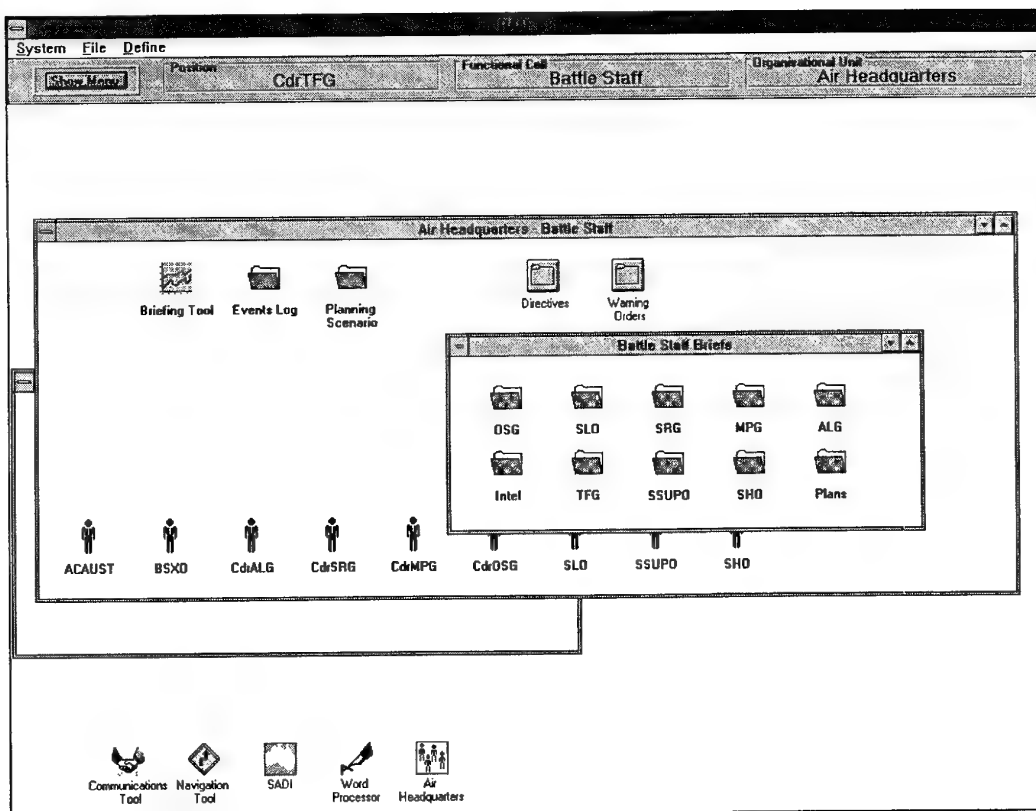 System File Define
Show Menu
Position
CdrTFG
Functional Cell
Battle Staff
Organisational Unit
Air Headquarters
Air Headquarters - Battle Staff
Briefing Tool
Events Log
Planning
Scenario
Directives
Warning
Orders
Battle Staff Briefs
OSG SLO SRG MPG ALG
Intel TFG SSUPO SHO Plans
ACAUST BSXO CdrALG CdrSRG CdrMPG CdrOSG SLO SSUPO SHO
Communications
Tool
Navigation
Tool
SADI
Word
Processor
Air
Headquarters